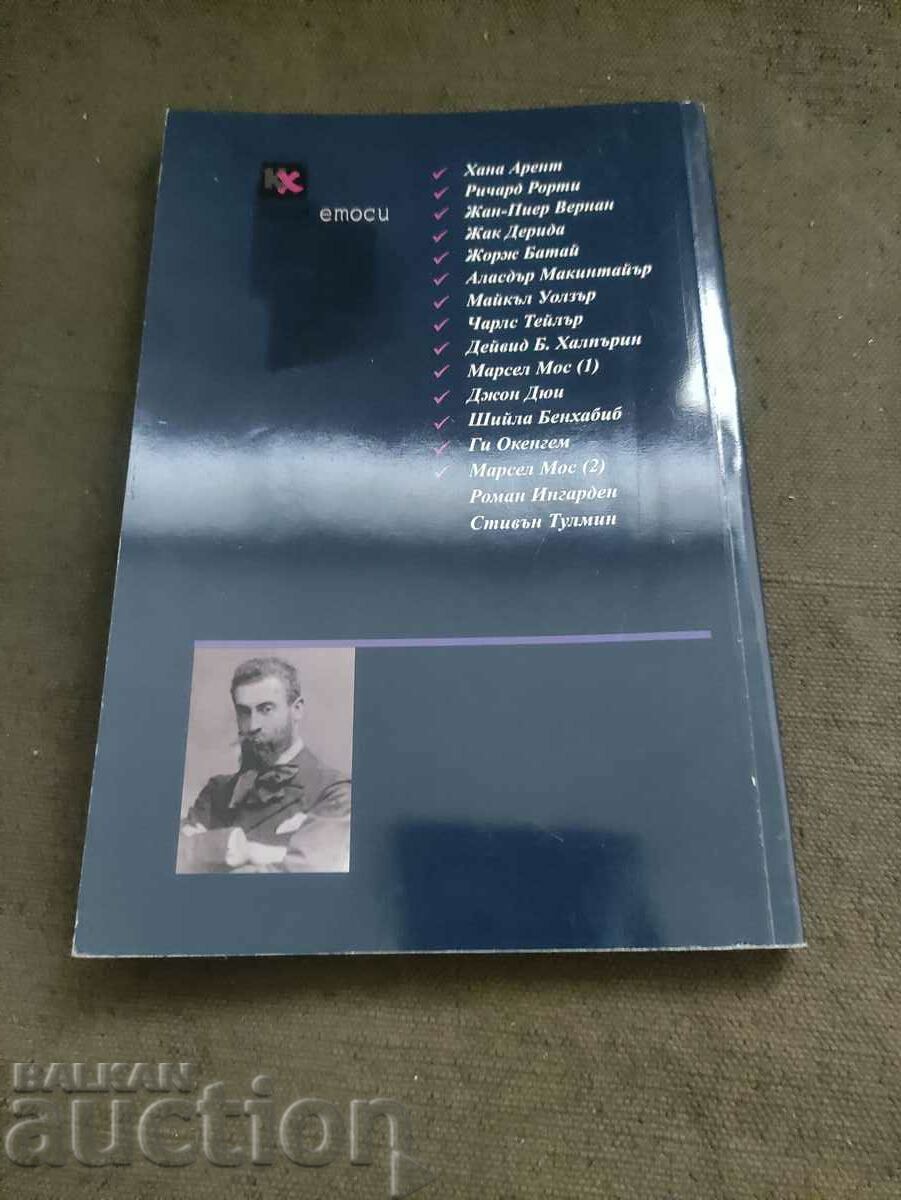 КХ
етоси
Хана Арент
Ричард Рорти
Жан-Пиер Вернан
Жак Дерида
Жорж Батай
Аласдър Макинтайър
Майкъл Уолзър
Чарлс Тейлър
Дейвид Б. Халпърин
Марсел Мос (1)
Джон Дюи
Шийла Бенхабиб
Ги Окенгем
Марсел Мос (2)
Роман Ингарден
Стивън Тулмин
BALKAN
auction